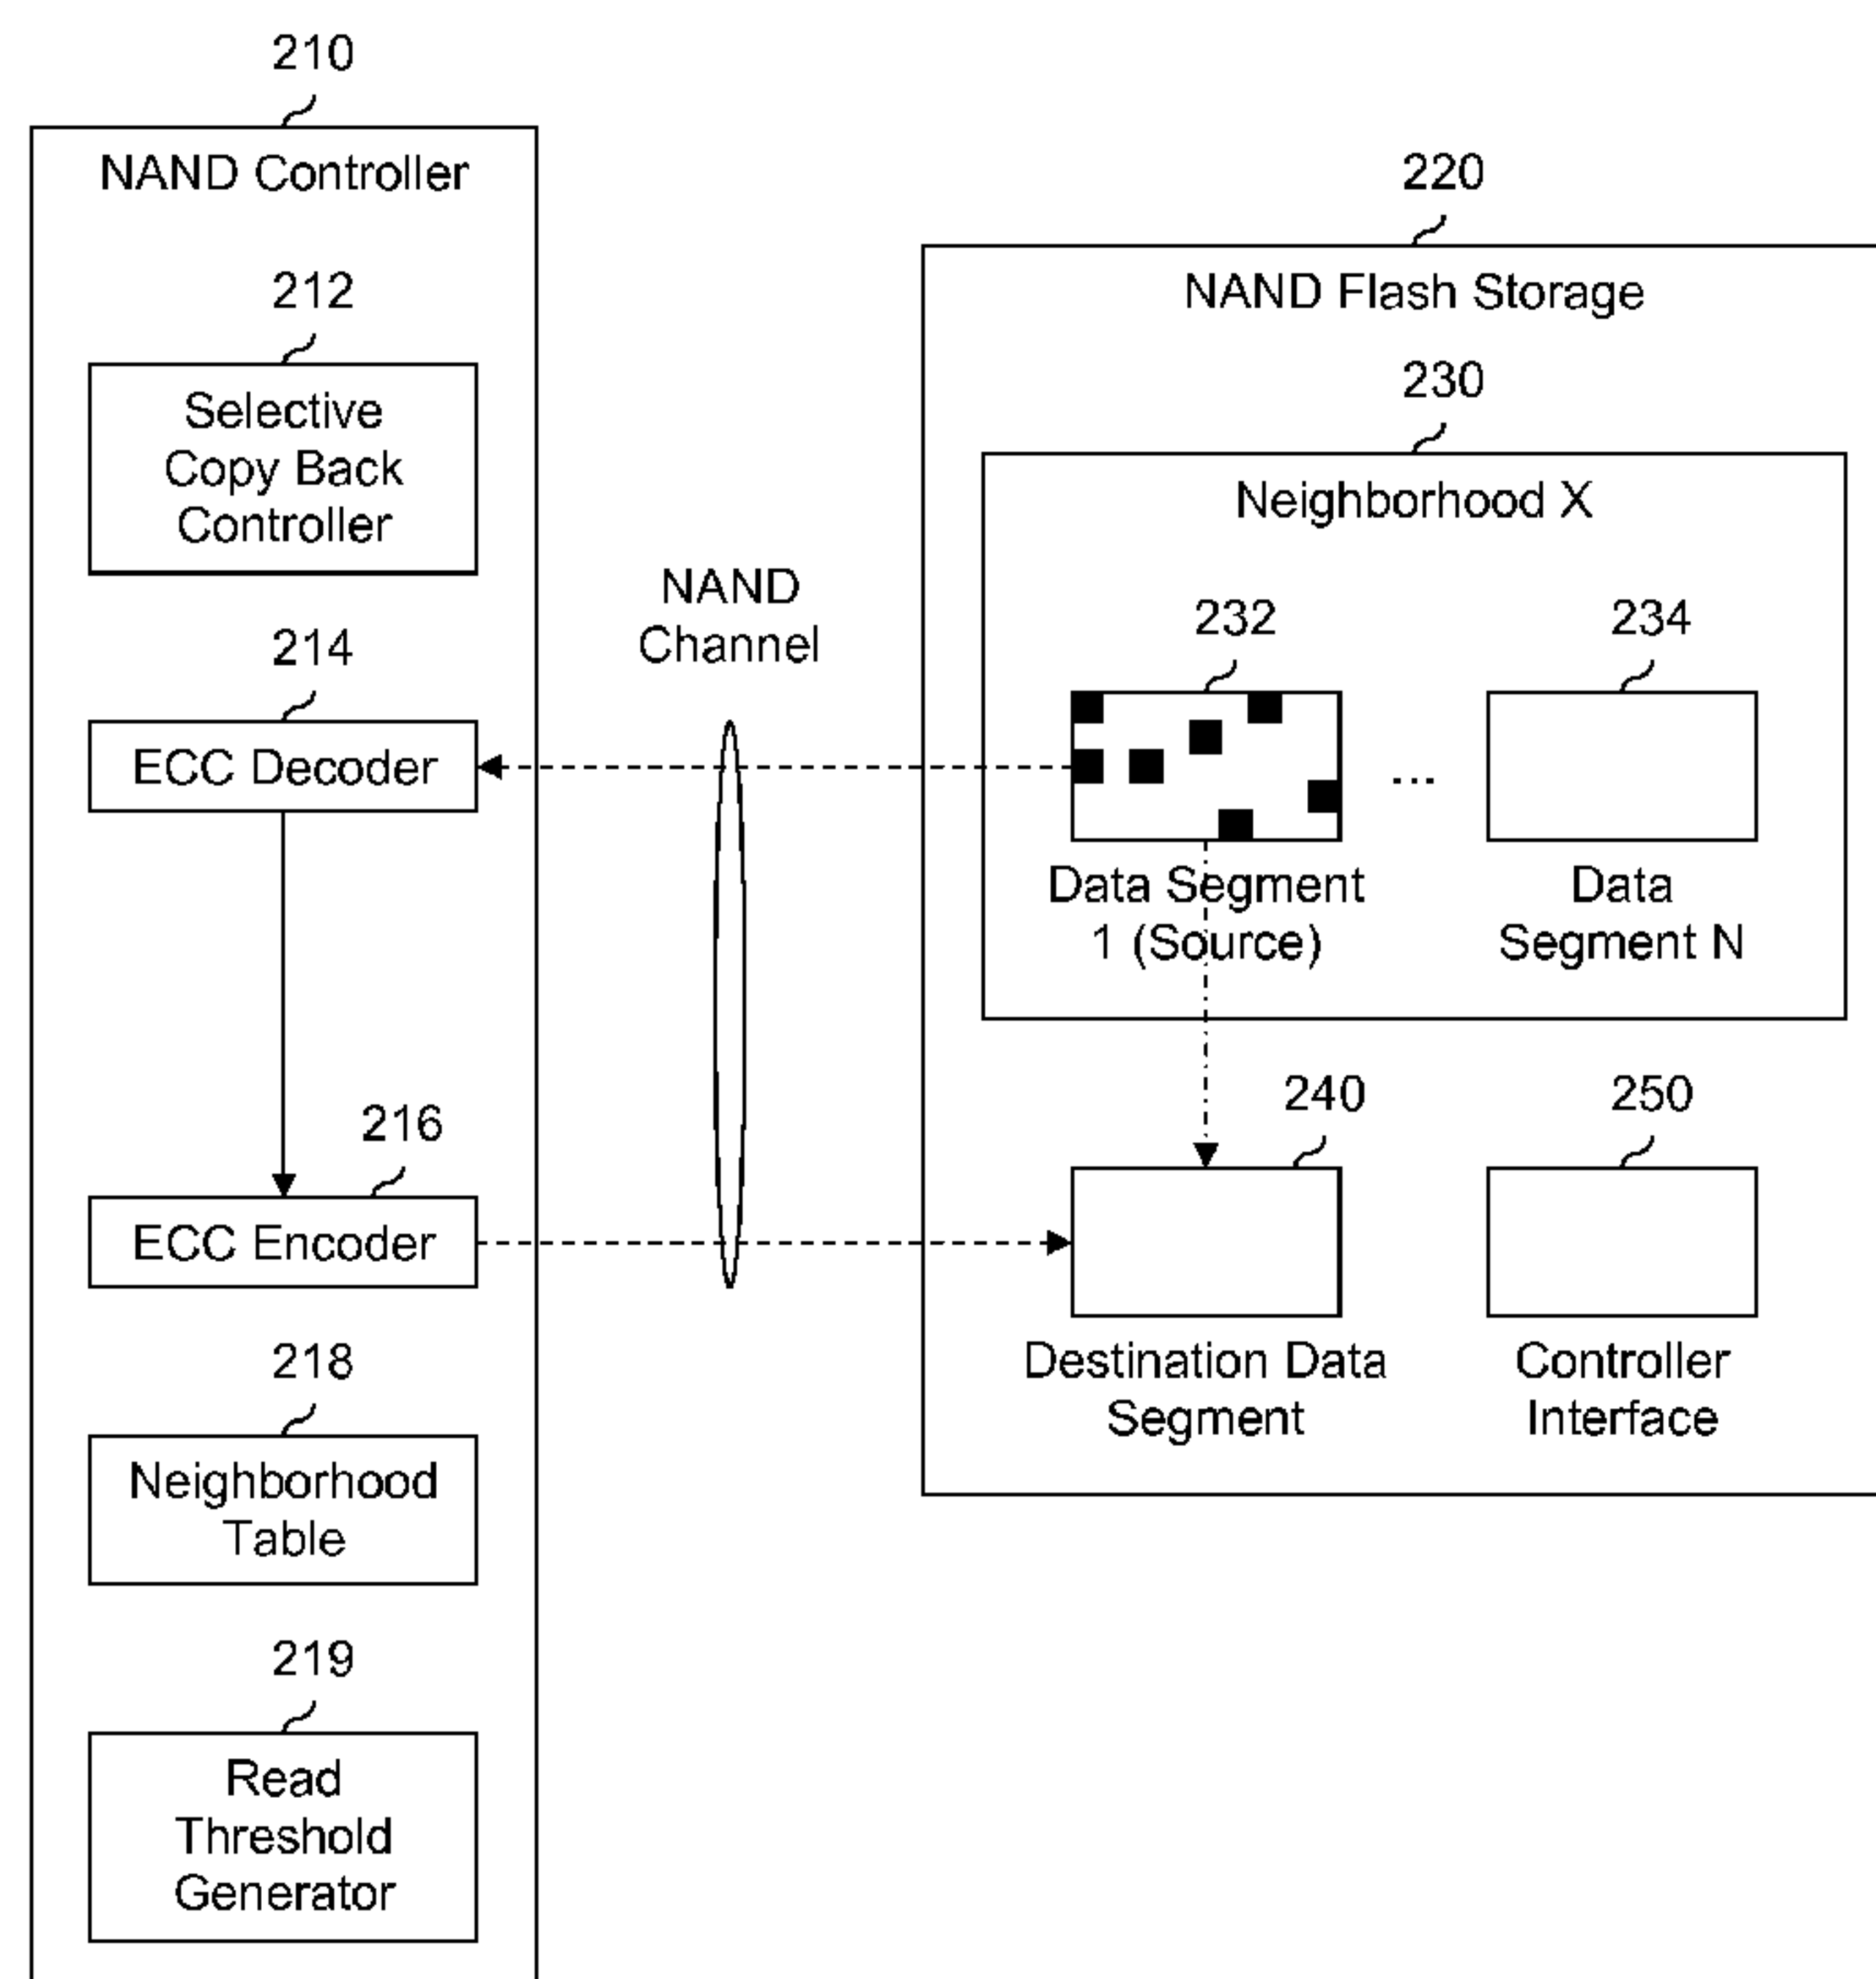 210
NAND Controller
212
Selective
Copy Back
Controller
214
ECC Decoder
216
ECC Encoder
218
Neighborhood
Table
219
Read
Threshold
Generator
NAND
Channel
220
NAND Flash Storage
230
Neighborhood X
232
234
...
Data Segment
1 (Source)
Data
Segment N
240
250
Destination Data
Segment
Controller
Interface